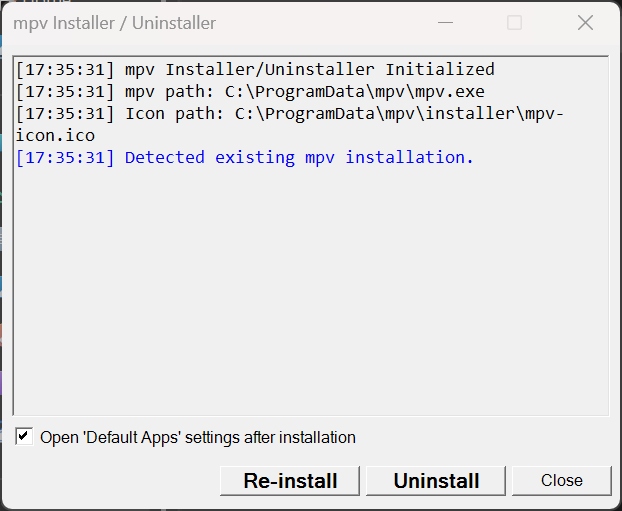 mpv Installer / Uninstaller
[17:35:31] mpv Installer/Uninstaller Initialized
[17:35:31] mpv path: C:\ProgramData\mpv\mpv.exe
[17:35:31] Icon path: C:\ProgramData\mpv\installer\mpv-
icon.ico
[17:35:31] Detected existing mpv installation.
Open 'Default Apps' settings after installation
Re-install Uninstall Close